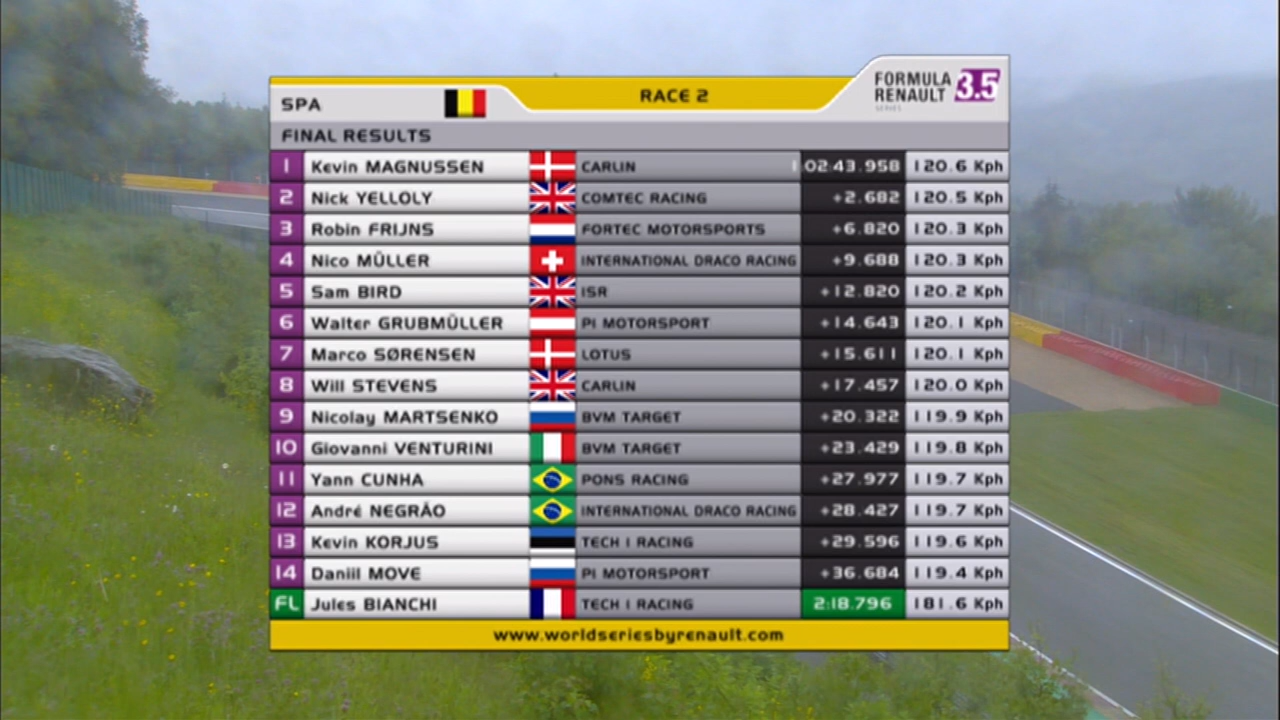 SPA
RACE 2
FORMULA RENAULT 3.5
SERIES
FINAL RESULTS
1 Kevin MAGNUSSEN CARLIN 1:02:43.958 120.6 Kph
2 Nick YELLOLY COMTEC RACING +2.682 120.5 Kph
3 Robin FRIJNS FORTEC MOTORSPORTS +6.820 120.3 Kph
4 Nico MÜLLER INTERNATIONAL DRACO RACING +9.688 120.3 Kph
5 Sam BIRD ISR +12.820 120.2 Kph
6 Walter GRUBMÜLLER PI MOTORSPORT +14.643 120.1 Kph
7 Marco SØRENSEN LOTUS +15.611 120.1 Kph
8 Will STEVENS CARLIN +17.457 120.0 Kph
9 Nicolay MARTSENKO BVM TARGET +20.322 119.9 Kph
10 Giovanni VENTURINI BVM TARGET +23.429 119.8 Kph
11 Yann CUNHA PONS RACING +27.977 119.7 Kph
12 André NEGRÃO INTERNATIONAL DRACO RACING +28.427 119.7 Kph
13 Kevin KORJUS TECH 1 RACING +29.596 119.6 Kph
14 Daniil MOVE PI MOTORSPORT +36.684 119.4 Kph
FL Jules BIANCHI TECH 1 RACING 2:18.796 181.6 Kph
www.worldseriesbyrenault.com